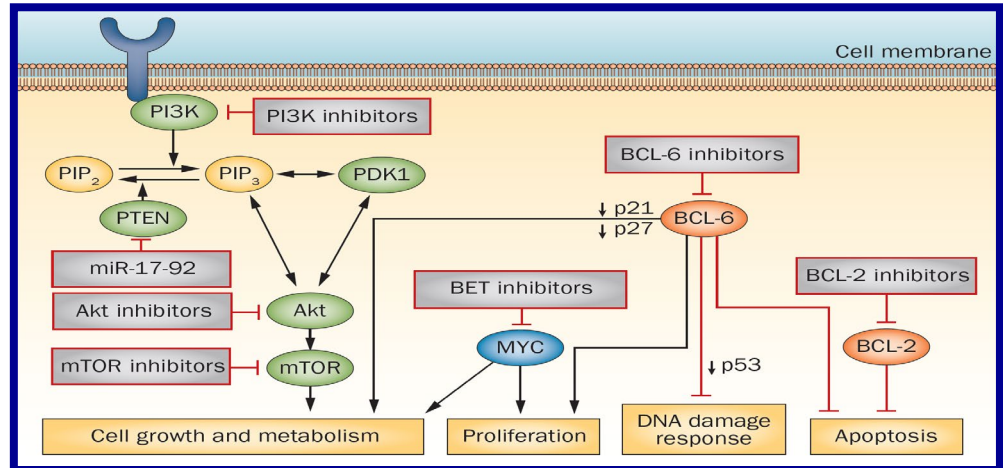 Cell membrane
PI3K
PI3K inhibitors
BCL-6 inhibitors
PIP2
PIP3
PDK1
↓ p21
↓ p27
BCL-6
PTEN
miR-17-92
BET inhibitors
BCL-2 inhibitors
Akt inhibitors
Akt
MYC
BCL-2
mTOR inhibitors
mTOR
↓ p53
Cell growth and metabolism
Proliferation
DNA damage
response
Apoptosis